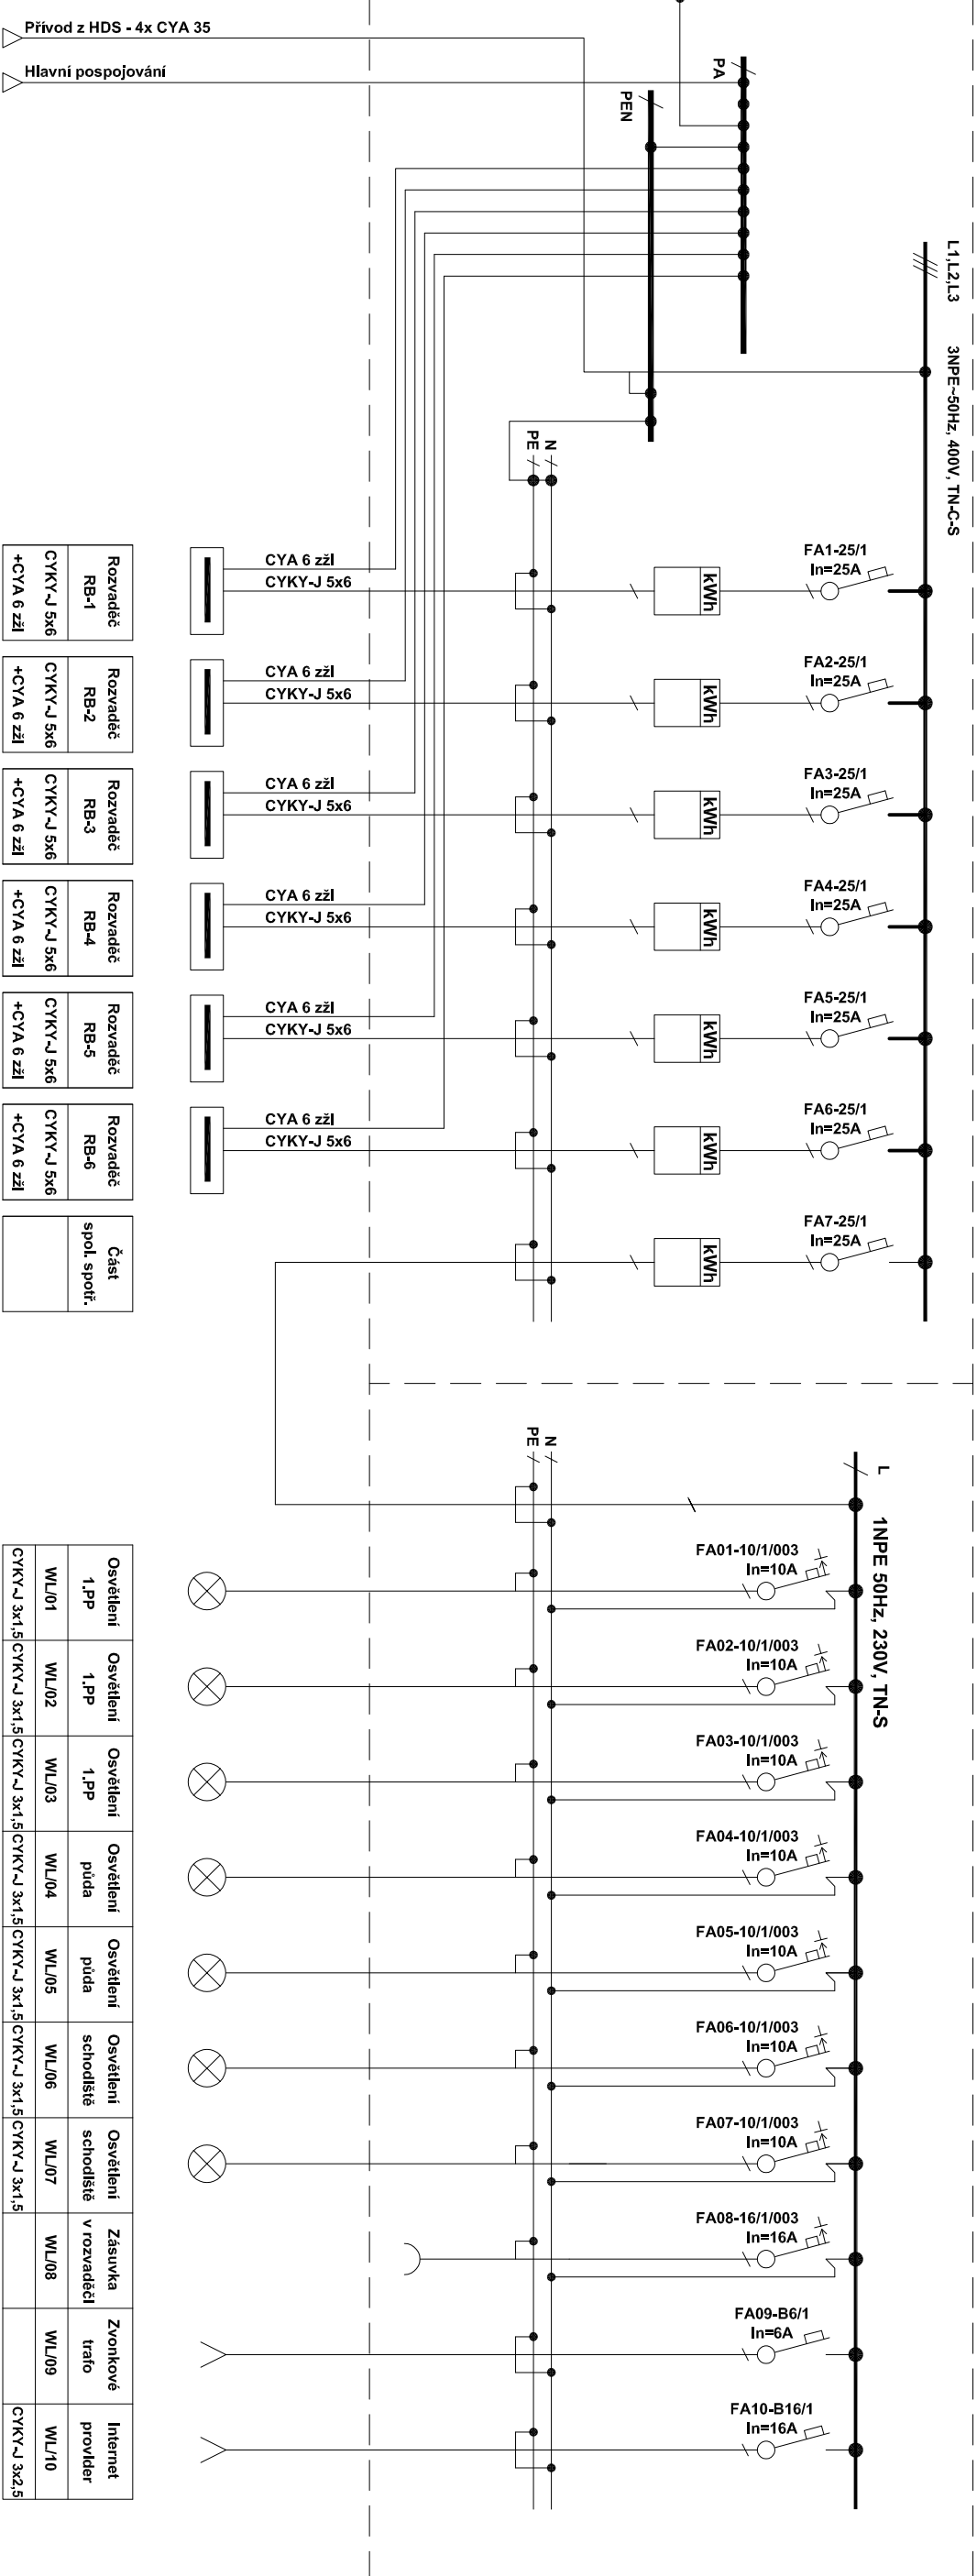 Přívod z HDS - 4x CYA 35
Hlavní pospojování
PA
PEN
L1,L2,L3
3NPE~50Hz, 400V, TN-C-S
N
PE
FA1-25/1
In=25A
kWh
CYA 6 zžl
CYKY-J 5x6
Rozvaděč
RB-1
CYKY-J 5x6
+CYA 6 zžl
FA2-25/1
In=25A
kWh
CYA 6 zžl
CYKY-J 5x6
Rozvaděč
RB-2
CYKY-J 5x6
+CYA 6 zžl
FA3-25/1
In=25A
kWh
CYA 6 zžl
CYKY-J 5x6
Rozvaděč
RB-3
CYKY-J 5x6
+CYA 6 zžl
FA4-25/1
In=25A
kWh
CYA 6 zžl
CYKY-J 5x6
Rozvaděč
RB-4
CYKY-J 5x6
+CYA 6 zžl
FA5-25/1
In=25A
kWh
CYA 6 zžl
CYKY-J 5x6
Rozvaděč
RB-5
CYKY-J 5x6
+CYA 6 zžl
FA6-25/1
In=25A
kWh
CYA 6 zžl
CYKY-J 5x6
Rozvaděč
RB-6
CYKY-J 5x6
+CYA 6 zžl
FA7-25/1
In=25A
kWh
Část
spol. spotř.
L
1NPE 50Hz, 230V, TN-S
N
PE
FA01-10/1/003
In=10A
Osvětlení
1.PP
WL/01
CYKY-J 3x1,5
FA02-10/1/003
In=10A
Osvětlení
1.PP
WL/02
CYKY-J 3x1,5
FA03-10/1/003
In=10A
Osvětlení
1.PP
WL/03
CYKY-J 3x1,5
FA04-10/1/003
In=10A
Osvětlení
půda
WL/04
CYKY-J 3x1,5
FA05-10/1/003
In=10A
Osvětlení
půda
WL/05
CYKY-J 3x1,5
FA06-10/1/003
In=10A
Osvětlení
schodiště
WL/06
CYKY-J 3x1,5
FA07-10/1/003
In=10A
Osvětlení
schodiště
WL/07
CYKY-J 3x1,5
FA08-16/1/003
In=16A
Zásuvka
v rozvaděči
WL/08
FA09-B6/1
In=6A
Zvonkové
trafo
WL/09
FA10-B16/1
In=16A
Internet
provider
WL/10
CYKY-J 3x2,5